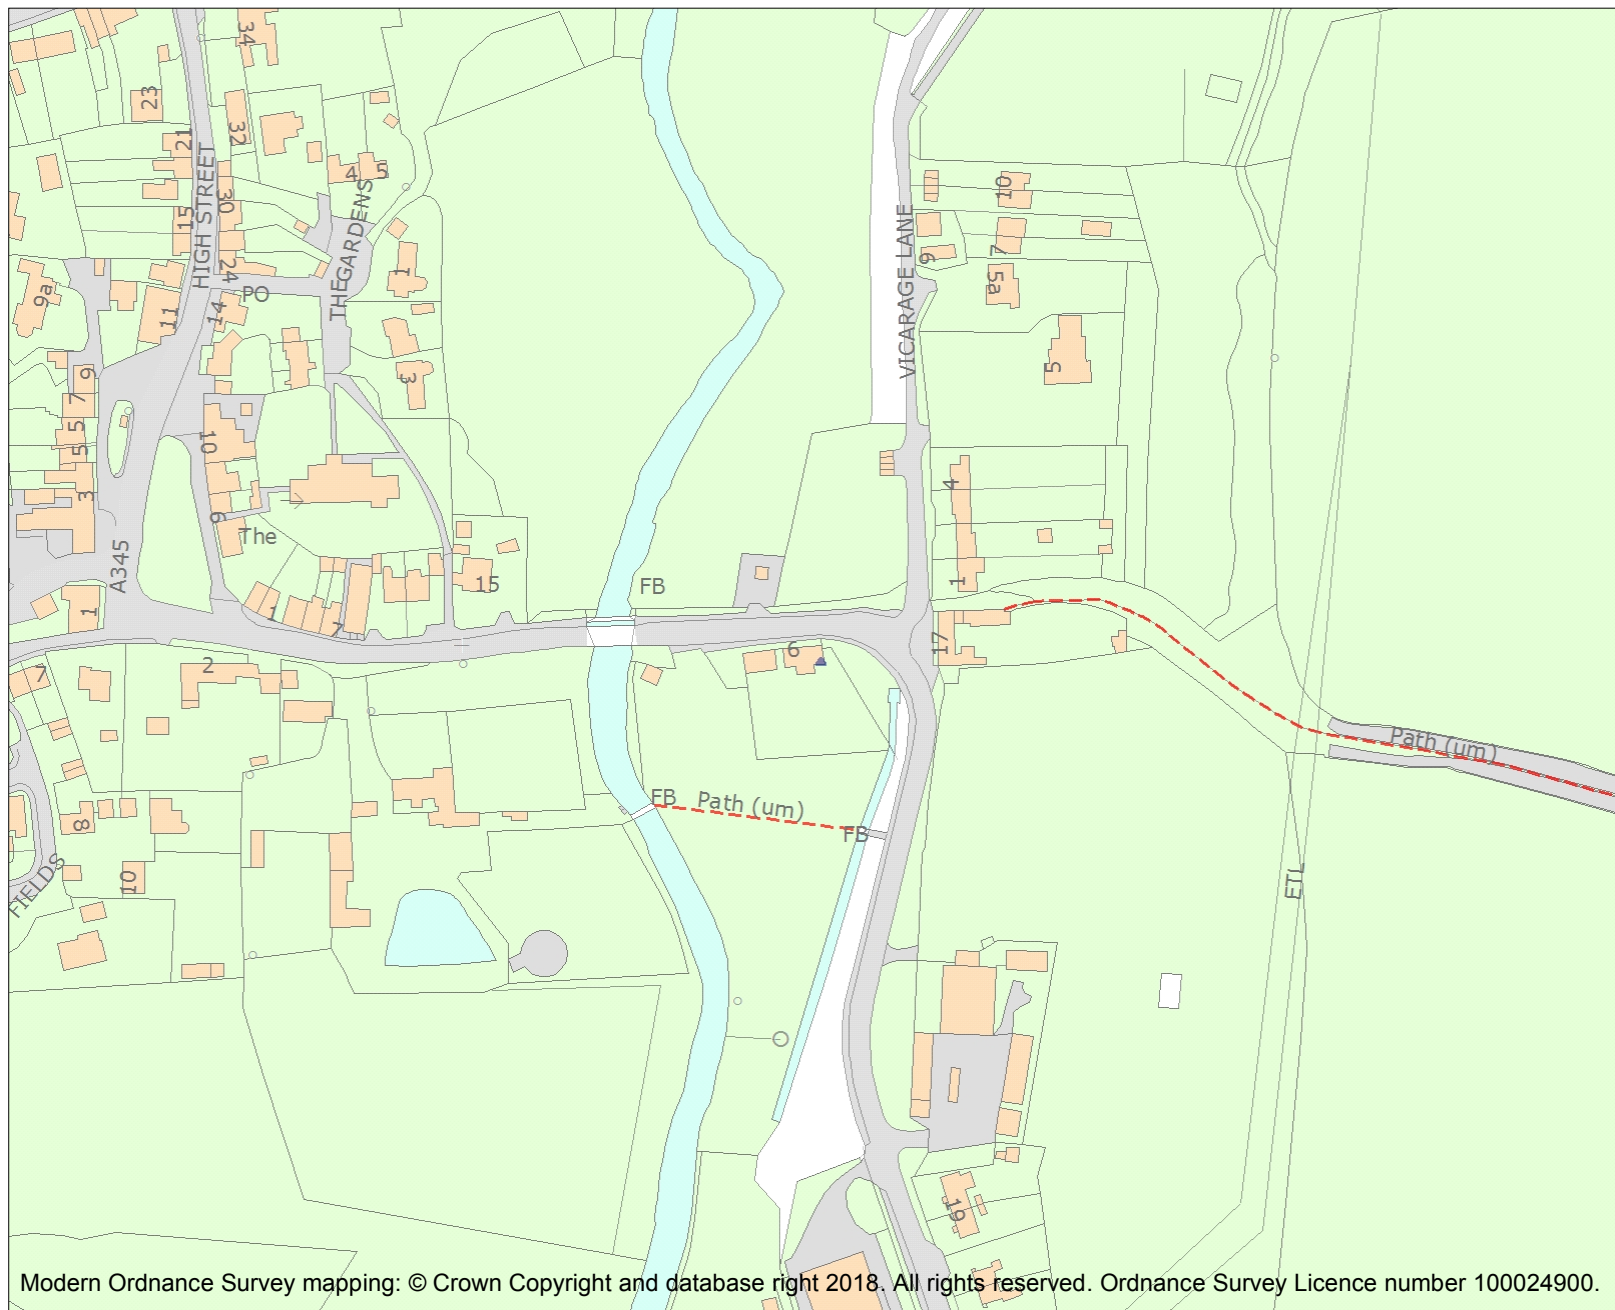 34
23
32
21
4
5
HIGH STREET
30
15
THE GARDENS
10
VICARAGE LANE
7
6
5a
24
1
PO
9a
14
11
5
3
9
7
5
10
5
4
3
9
The
A345
FB
15
1
1
1
7
17
6
2
7
Path (um)
FB
Path (um)
FB
8
10
FIELDS
ETL
19
Modern Ordnance Survey mapping: © Crown Copyright and database right 2018. All rights reserved. Ordnance Survey Licence number 100024900.